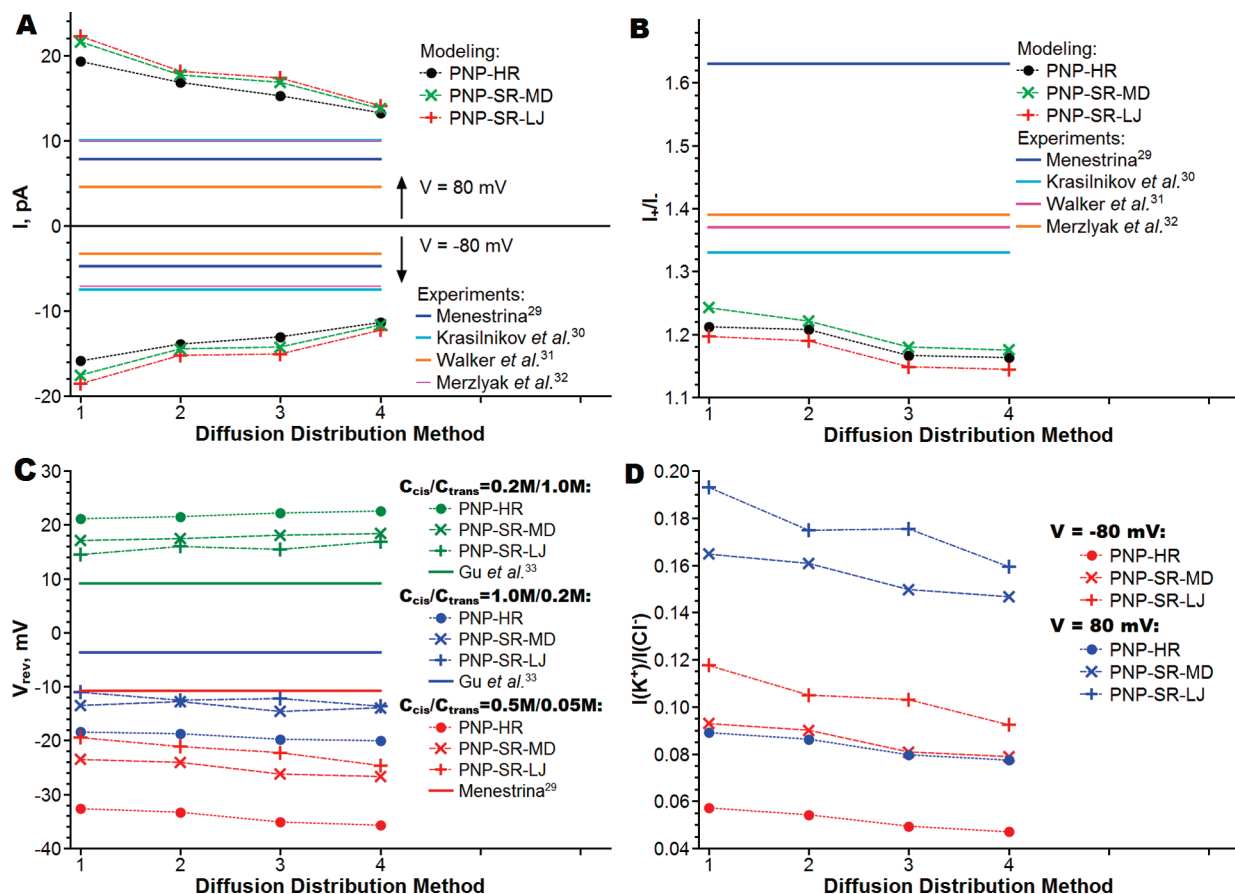 A
I, pA
20
10
0
-10
-20
1
2
3
4
Diffusion Distribution Method
Modeling:
PNP-HR
PNP-SR-MD
PNP-SR-LJ
V = 80 mV
V = -80 mV
Experiments:
Menestrina29
Krasilnikov et al.30
Walker et al.31
Merzlyak et al.32
B
I+/I-
1.6
1.5
1.4
1.3
1.2
1.1
1
2
3
4
Diffusion Distribution Method
Modeling:
PNP-HR
PNP-SR-MD
PNP-SR-LJ
Experiments:
Menestrina29
Krasilnikov et al.30
Walker et al.31
Merzlyak et al.32
C
Vrev, mV
30
20
10
0
-10
-20
-30
-40
1
2
3
4
Diffusion Distribution Method
Ccis/Ctrans=0.2M/1.0M:
PNP-HR
PNP-SR-MD
PNP-SR-LJ
Gu et al.33
Ccis/Ctrans=1.0M/0.2M:
PNP-HR
PNP-SR-MD
PNP-SR-LJ
Gu et al.33
Ccis/Ctrans=0.5M/0.05M:
PNP-HR
PNP-SR-MD
PNP-SR-LJ
Menestrina29
D
I(K+)/I(Cl-)
0.20
0.18
0.16
0.14
0.12
0.10
0.08
0.06
0.04
1
2
3
4
Diffusion Distribution Method
V = -80 mV:
PNP-HR
PNP-SR-MD
PNP-SR-LJ
V = 80 mV:
PNP-HR
PNP-SR-MD
PNP-SR-LJ